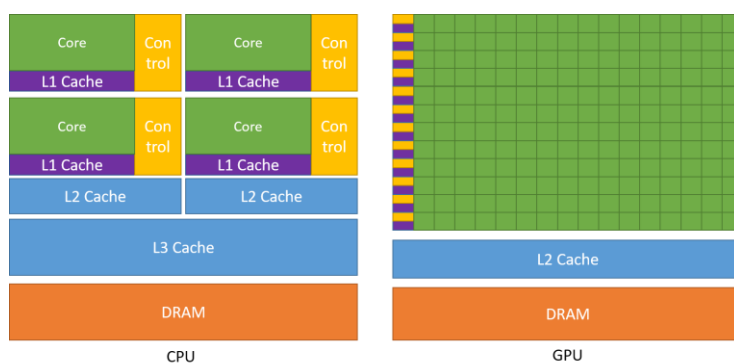 Core
Con
trol
Core
Con
trol
L1 Cache
L1 Cache
Core
Con
trol
Core
Con
trol
L1 Cache
L1 Cache
L2 Cache
L2 Cache
L3 Cache
DRAM
CPU
L2 Cache
DRAM
GPU